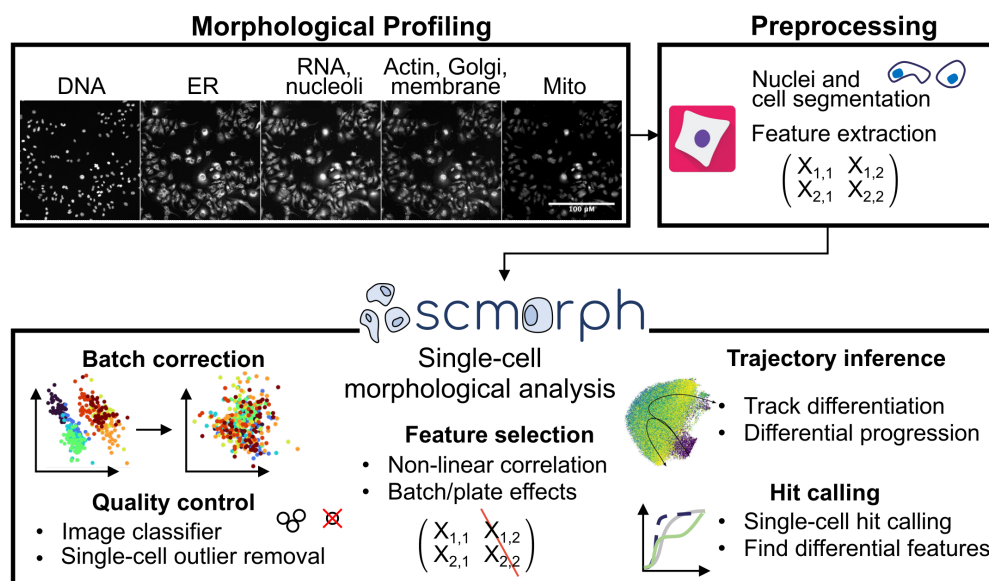 Morphological Profiling
DNA
ER
RNA,
nucleoli
Actin, Golgi,
membrane
Mito
100 µM
Preprocessing
Nuclei and
cell segmentation
Feature extraction
X1,1 X1,2
X2,1 X2,2
scmorph
Single-cell
morphological analysis
Batch correction
Quality control
• Image classifier
• Single-cell outlier removal
Feature selection
• Non-linear correlation
• Batch/plate effects
X1,1 X1,2
X2,1 X2,2
Trajectory inference
• Track differentiation
• Differential progression
Hit calling
• Single-cell hit calling
• Find differential features